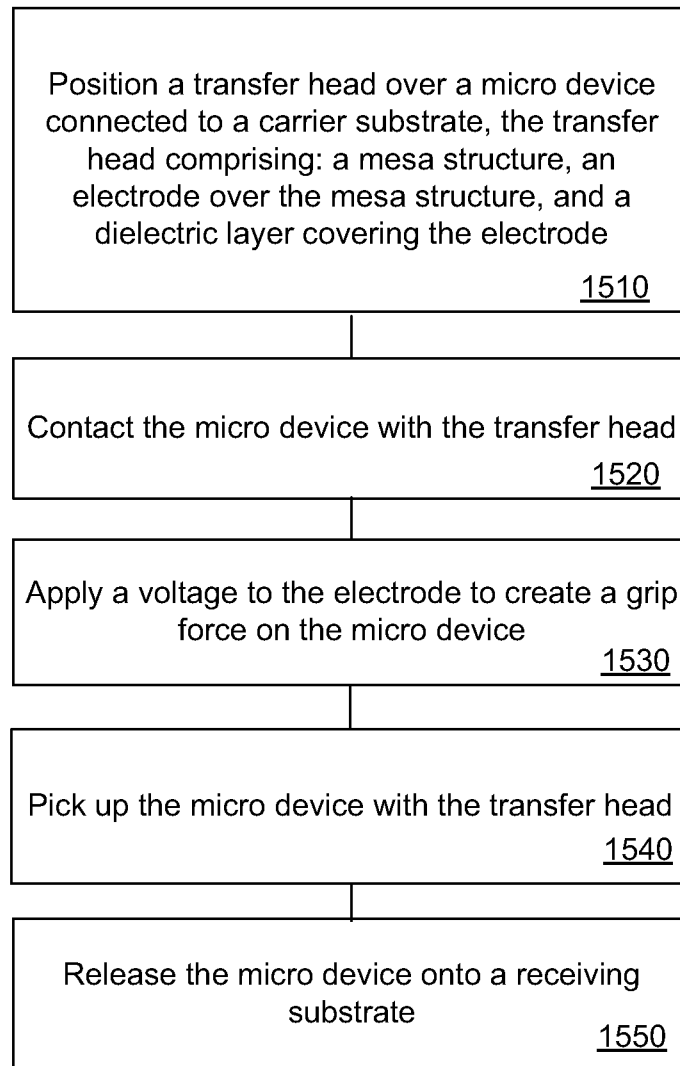 Position a transfer head over a micro device
connected to a carrier substrate, the transfer
head comprising: a mesa structure, an
electrode over the mesa structure, and a
dielectric layer covering the electrode
1510
Contact the micro device with the transfer head
1520
Apply a voltage to the electrode to create a grip
force on the micro device
1530
Pick up the micro device with the transfer head
1540
Release the micro device onto a receiving
substrate
1550